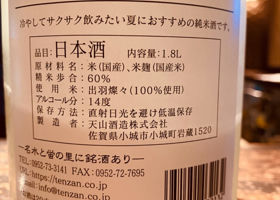 冷やしてサクサク飲みたい夏におすすめの純米酒です。
品目:日本酒 内容量:1.8L
原材料名:米(国産)、米麹(国産米)
精米歩合:60%
使用米:出羽燦々(100%使用)
アルコール分:14度
保存方法:直射日光を避け低温保存
製造者:天山酒造株式会社
佐賀県小城市小城町岩蔵1520
―名水と蛍の里に銘酒あり―
TEL:0952-73-3141 FAX:0952-72-7695
https://tenzan.co.jp
info@tenzan.co.jp